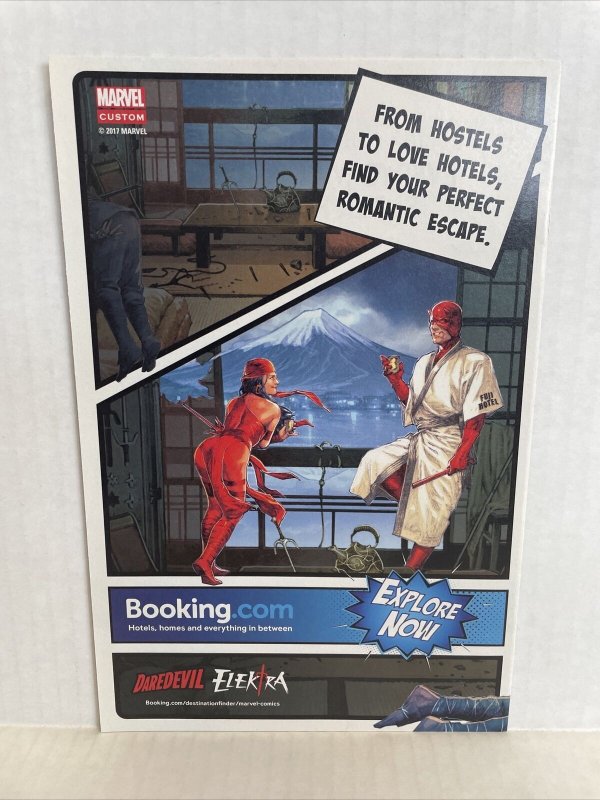 MARVEL
CUSTOM
© 2017 MARVEL
FROM HOSTELS
TO LOVE HOTELS,
FIND YOUR PERFECT
ROMANTIC ESCAPE.
FUJI
HOTEL
Booking.com
Hotels, homes and everything in between
EXPLORE
NOW
DAREDEVIL ELEKTRA
Booking.com/destinationfinder/marvel-comics